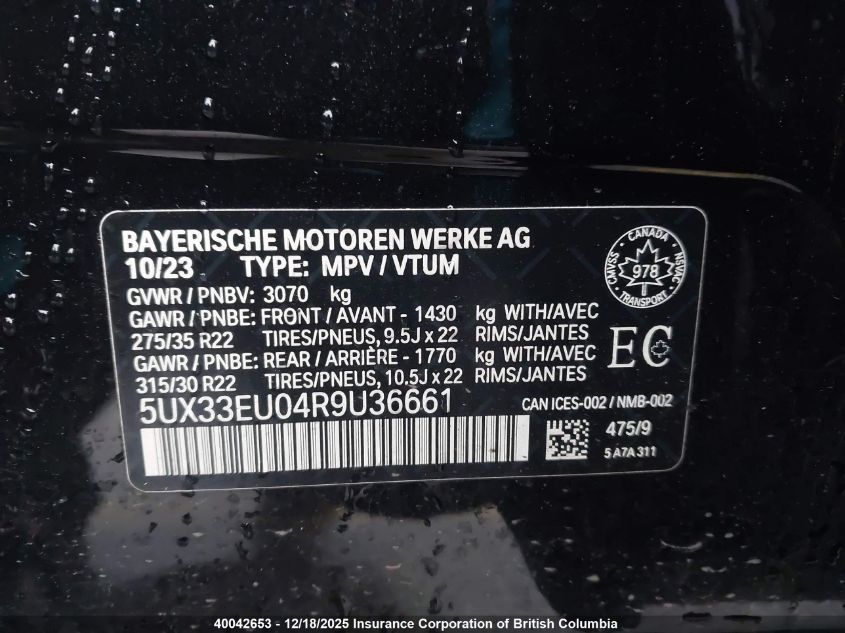 BAYERISCHE MOTOREN WERKE AG
10/23 TYPE: MPV / VTUM
GVWR / PNBV: 3070 kg
GAWR / PNBE: FRONT / AVANT - 1430 kg WITH/AVEC
275/35 R22 TIRES/PNEUS, 9.5J x 22 RIMS/JANTES
GAWR / PNBE: REAR / ARRIÈRE - 1770 kg WITH/AVEC
315/30 R22 TIRES/PNEUS, 10.5J x 22 RIMS/JANTES
5UX33EU04R9U36661
CANADA
CMVSS
NSVAC
978
TRANSPORT
EC
CAN ICES-002 / NMB-002
475/9
5 A7A 311
40042653 - 12/18/2025 Insurance Corporation of British Columbia